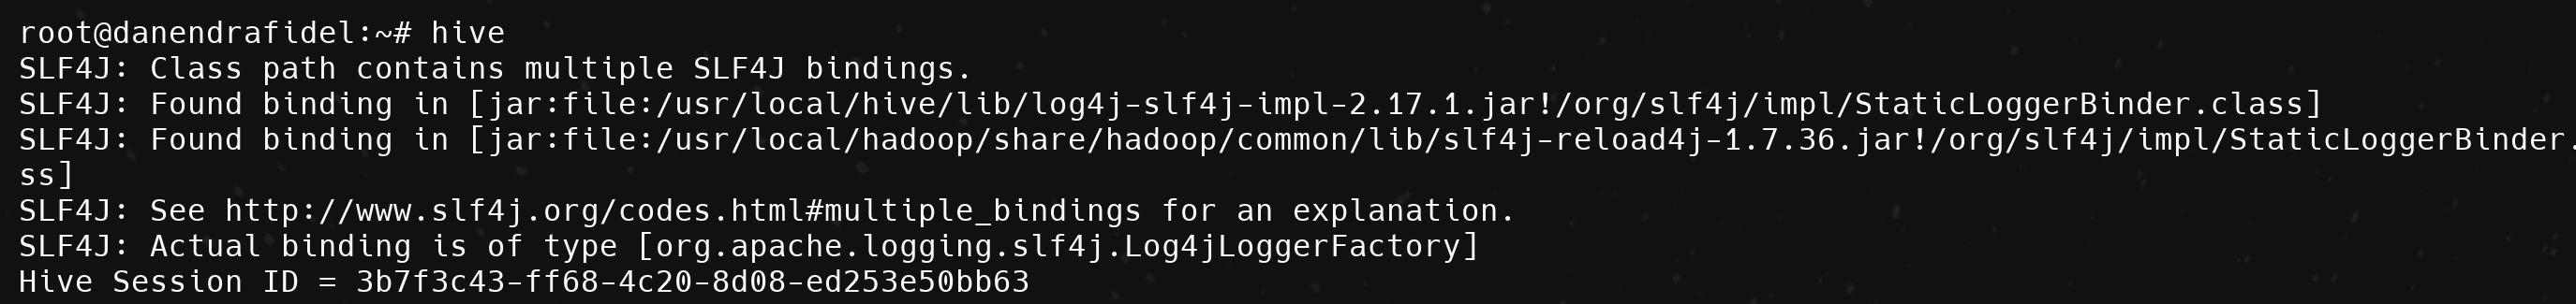 root@danendrafidel:~# hive
SLF4J: Class path contains multiple SLF4J bindings.
SLF4J: Found binding in [jar:file:/usr/local/hive/lib/log4j-slf4j-impl-2.17.1.jar!/org/slf4j/impl/StaticLoggerBinder.class]
SLF4J: Found binding in [jar:file:/usr/local/hadoop/share/hadoop/common/lib/slf4j-reload4j-1.7.36.jar!/org/slf4j/impl/StaticLoggerBinder.
ss]
SLF4J: See http://www.slf4j.org/codes.html#multiple_bindings for an explanation.
SLF4J: Actual binding is of type [org.apache.logging.slf4j.Log4jLoggerFactory]
Hive Session ID = 3b7f3c43-ff68-4c20-8d08-ed253e50bb63